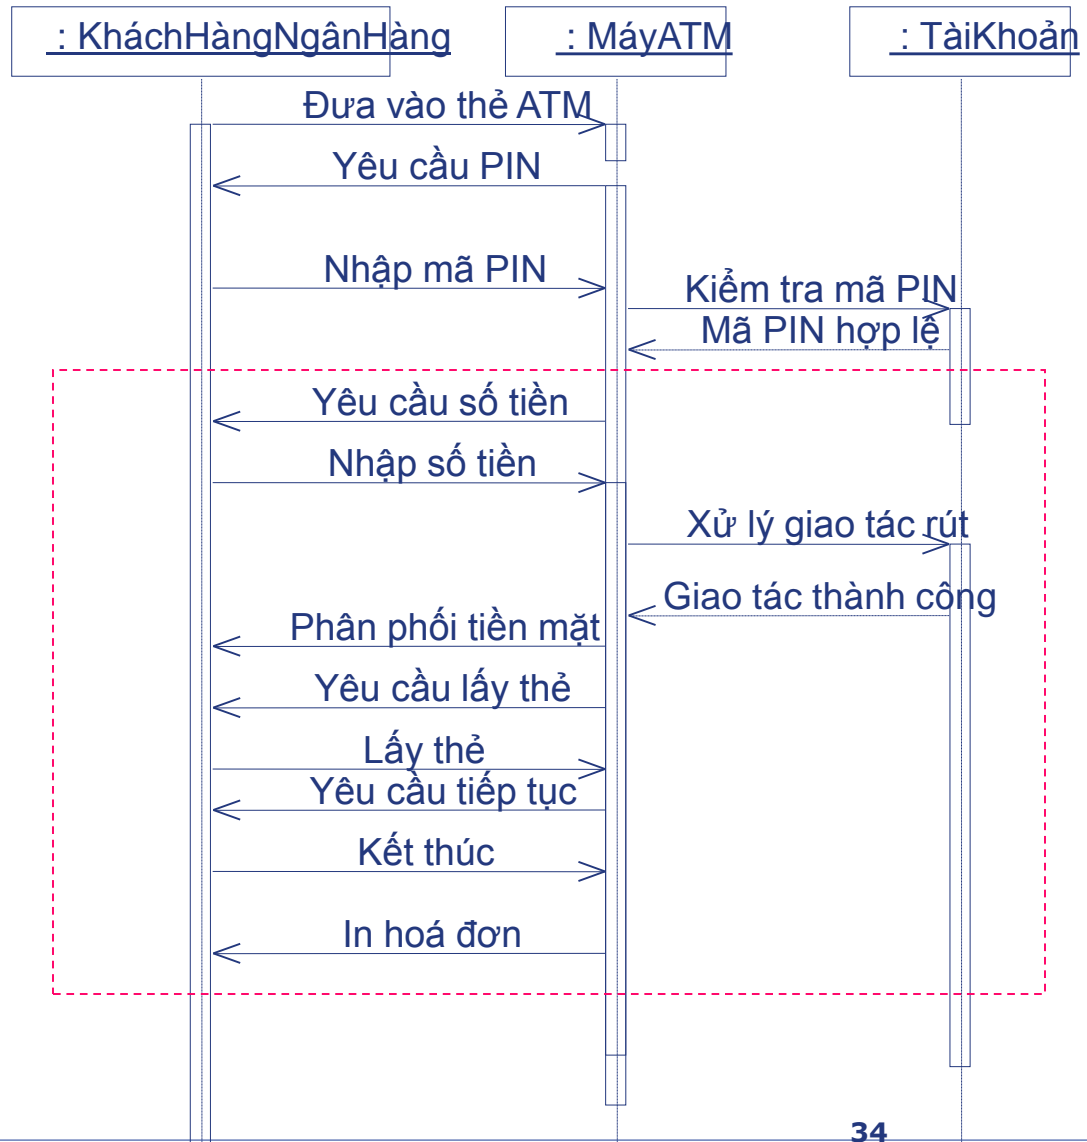 : KháchHàngNgânHàng
: MáyATM
: TàiKhoản
Đưa vào thẻ ATM
Yêu cầu PIN
Nhập mã PIN
Kiểm tra mã PIN
Mã PIN hợp lệ
Yêu cầu số tiền
Nhập số tiền
Xử lý giao tác rút
Giao tác thành công
Phân phối tiền mặt
Yêu cầu lấy thẻ
Lấy thẻ
Yêu cầu tiếp tục
Kết thúc
In hoá đơn
34